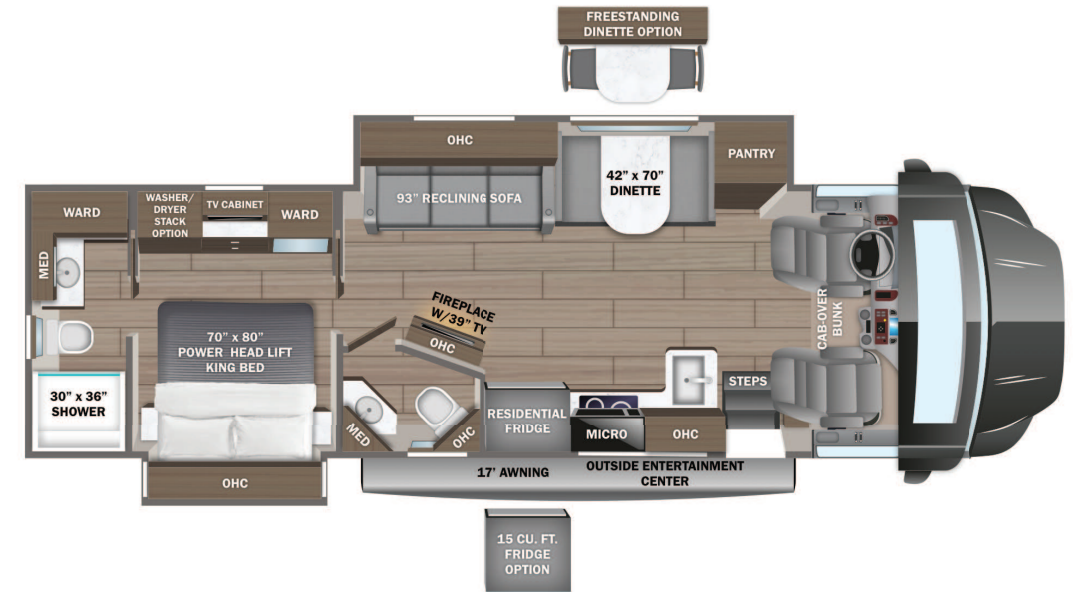 FREESTANDING
DINETTE OPTION
OHC
PANTRY
93" RECLINING SOFA
42" x 70"
DINETTE
WARD
WASHER/
DRYER
STACK
OPTION
TV CABINET
WARD
MED
FIREPLACE
W/39" TV
OHC
CAB-OVER
BUNK
70" x 80"
POWER HEAD LIFT
KING BED
30" x 36"
SHOWER
STEPS
MED
OHC
RESIDENTIAL
FRIDGE
MICRO
OHC
OHC
17' AWNING
OUTSIDE ENTERTAINMENT
CENTER
15 CU. FT.
FRIDGE
OPTION